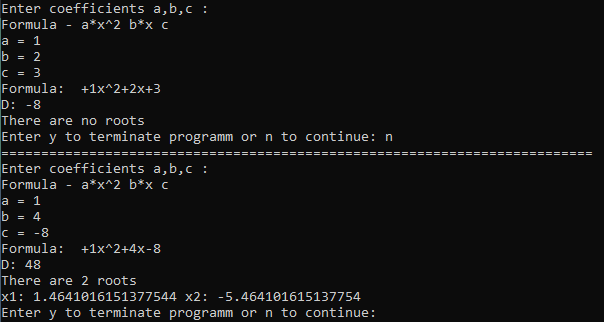 Enter coefficients a,b,c :
Formula - a*x^2 b*x c
a = 1
b = 2
c = 3
Formula:  +1x^2+2x+3
D: -8
There are no roots
Enter y to terminate programm or n to continue: n
=========================================================================
Enter coefficients a,b,c :
Formula - a*x^2 b*x c
a = 1
b = 4
c = -8
Formula:  +1x^2+4x-8
D: 48
There are 2 roots
x1: 1.4641016151377544 x2: -5.464101615137754
Enter y to terminate programm or n to continue: